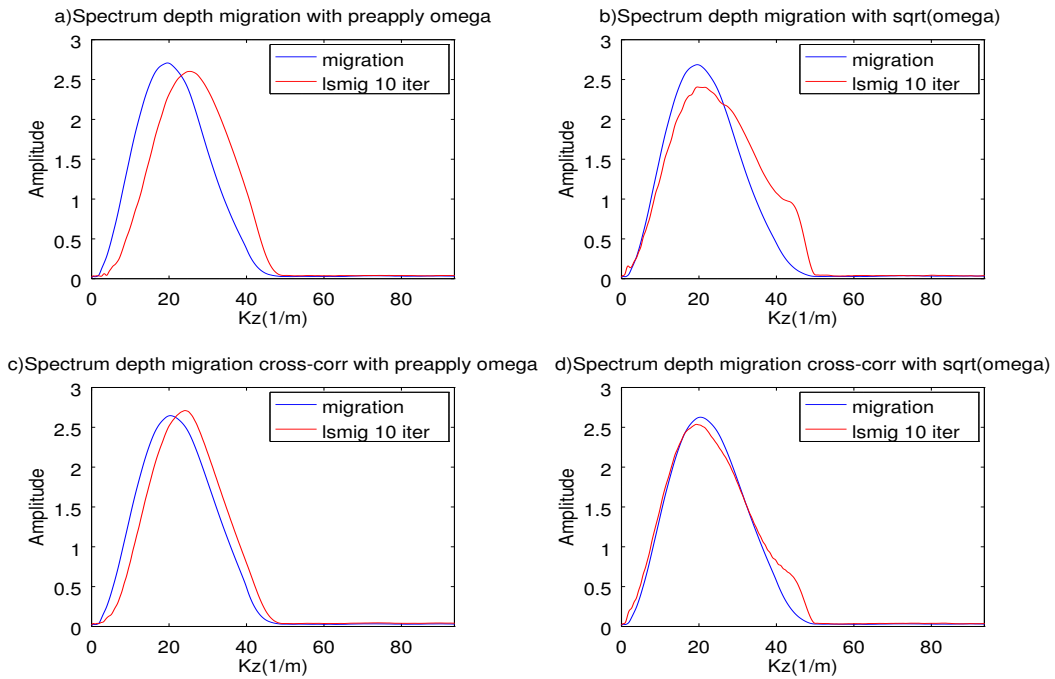 a)Spectrum depth migration with preapply omega
3
2.5
2
1.5
1
0.5
0
Amplitude
migration
lsmig 10 iter
0 20 40 60 80
Kz(1/m)
b)Spectrum depth migration with sqrt(omega)
3
2.5
2
1.5
1
0.5
0
Amplitude
migration
lsmig 10 iter
0 20 40 60 80
Kz(1/m)
c)Spectrum depth migration cross-corr with preapply omega
3
2.5
2
1.5
1
0.5
0
Amplitude
migration
lsmig 10 iter
0 20 40 60 80
Kz(1/m)
d)Spectrum depth migration cross-corr with sqrt(omega)
3
2.5
2
1.5
1
0.5
0
Amplitude
migration
lsmig 10 iter
0 20 40 60 80
Kz(1/m)